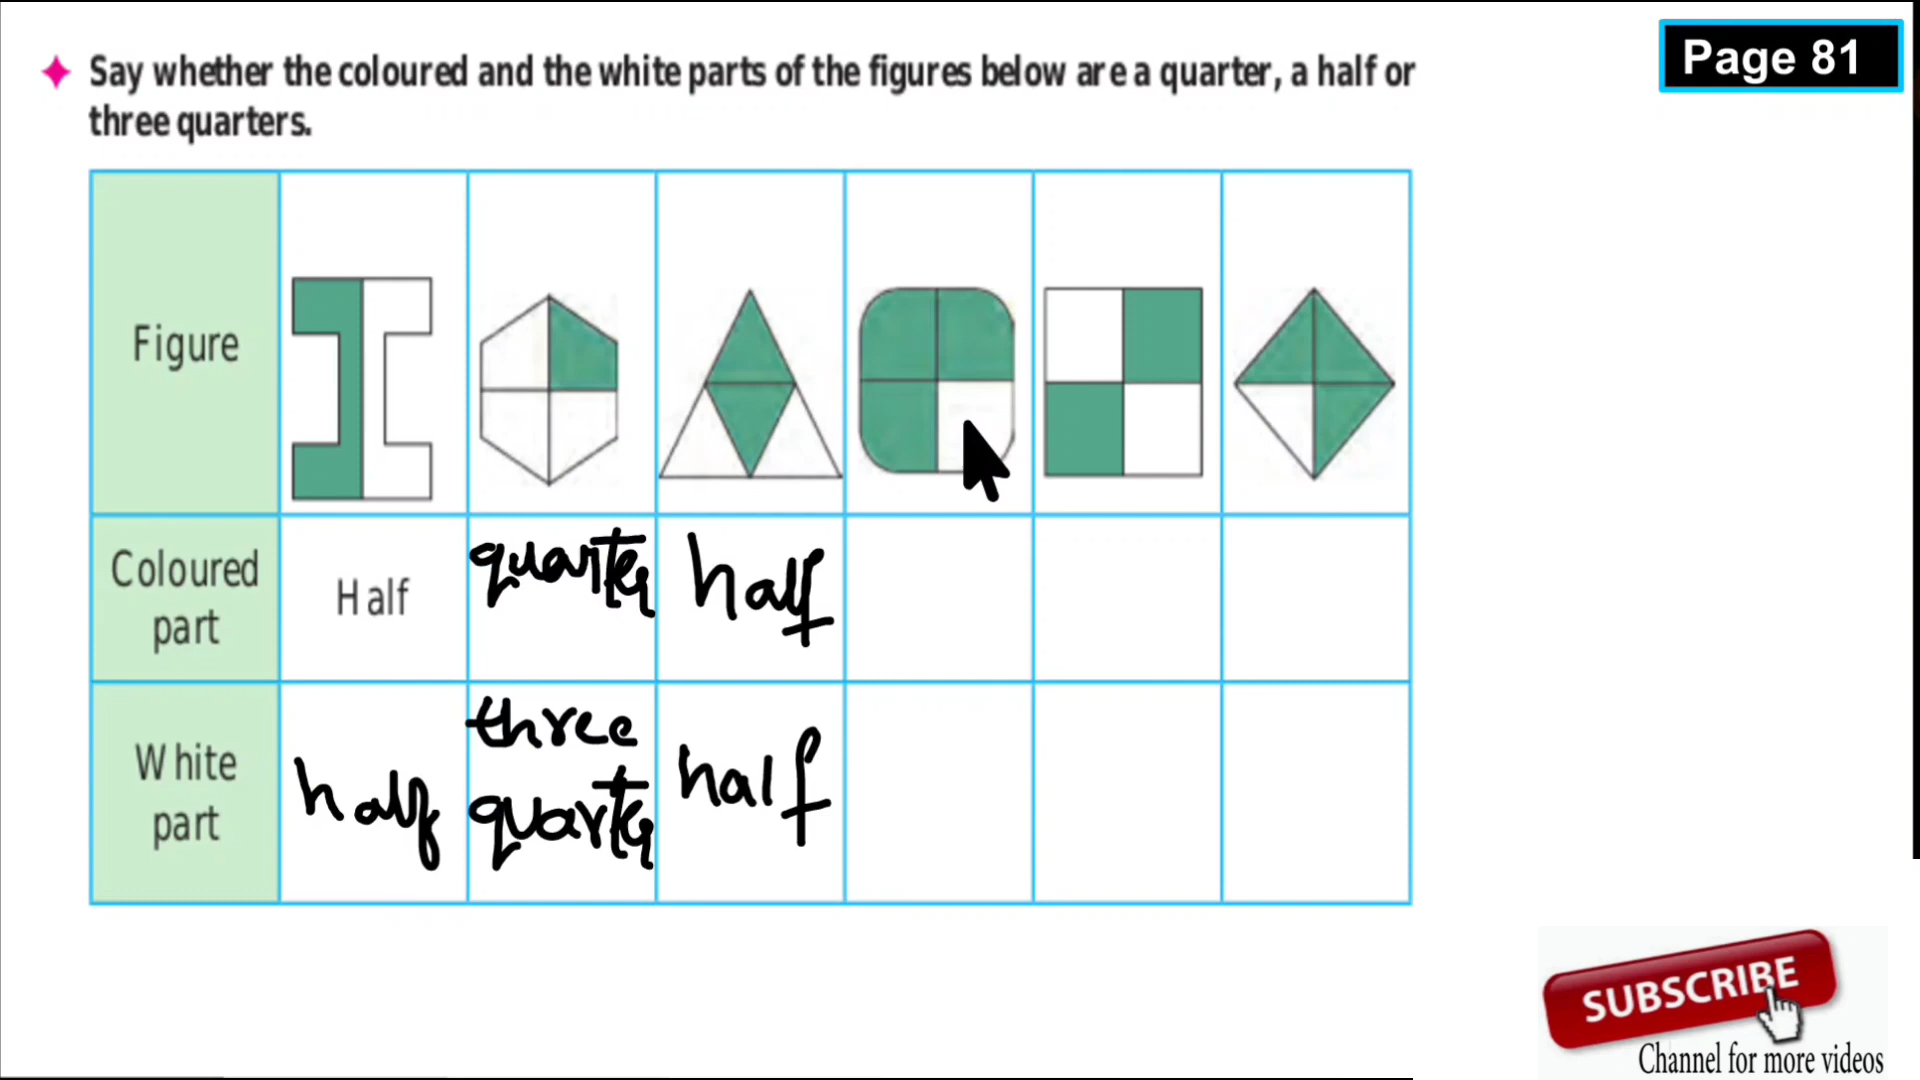 Page 81
Say whether the coloured and the white parts of the figures below are a quarter, a half or
three quarters.
Figure
Coloured
part
Half
quarter
half
White
part
half
three
quarter
half
SUBSCRIBE
Channel for more videos